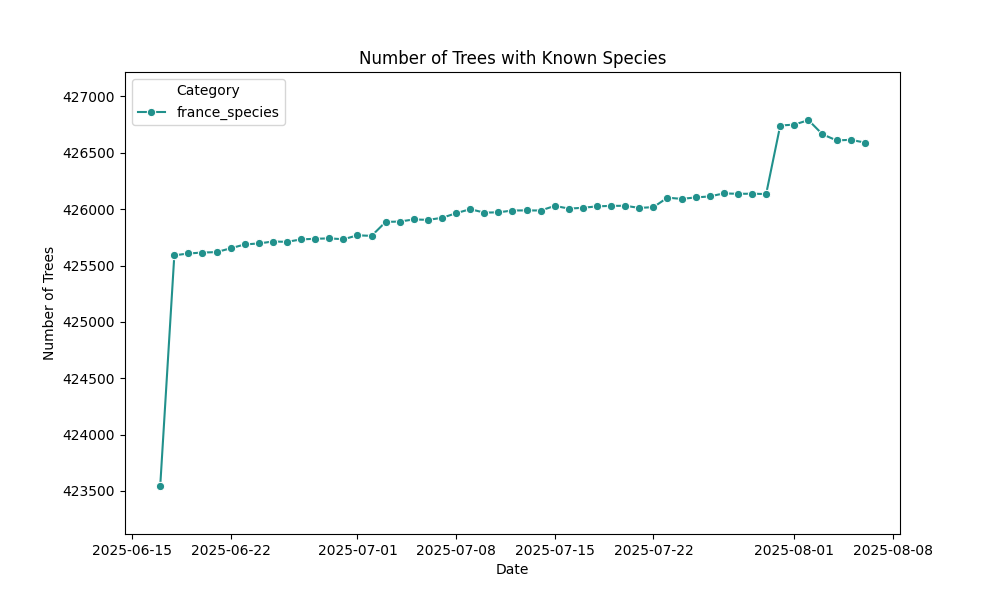 Number of Trees with Known Species
Category
france_species
427000
426500
426000
425500
425000
424500
424000
423500
Number of Trees
2025-06-15 2025-06-22 2025-07-01 2025-07-08 2025-07-15 2025-07-22 2025-08-01 2025-08-08
Date